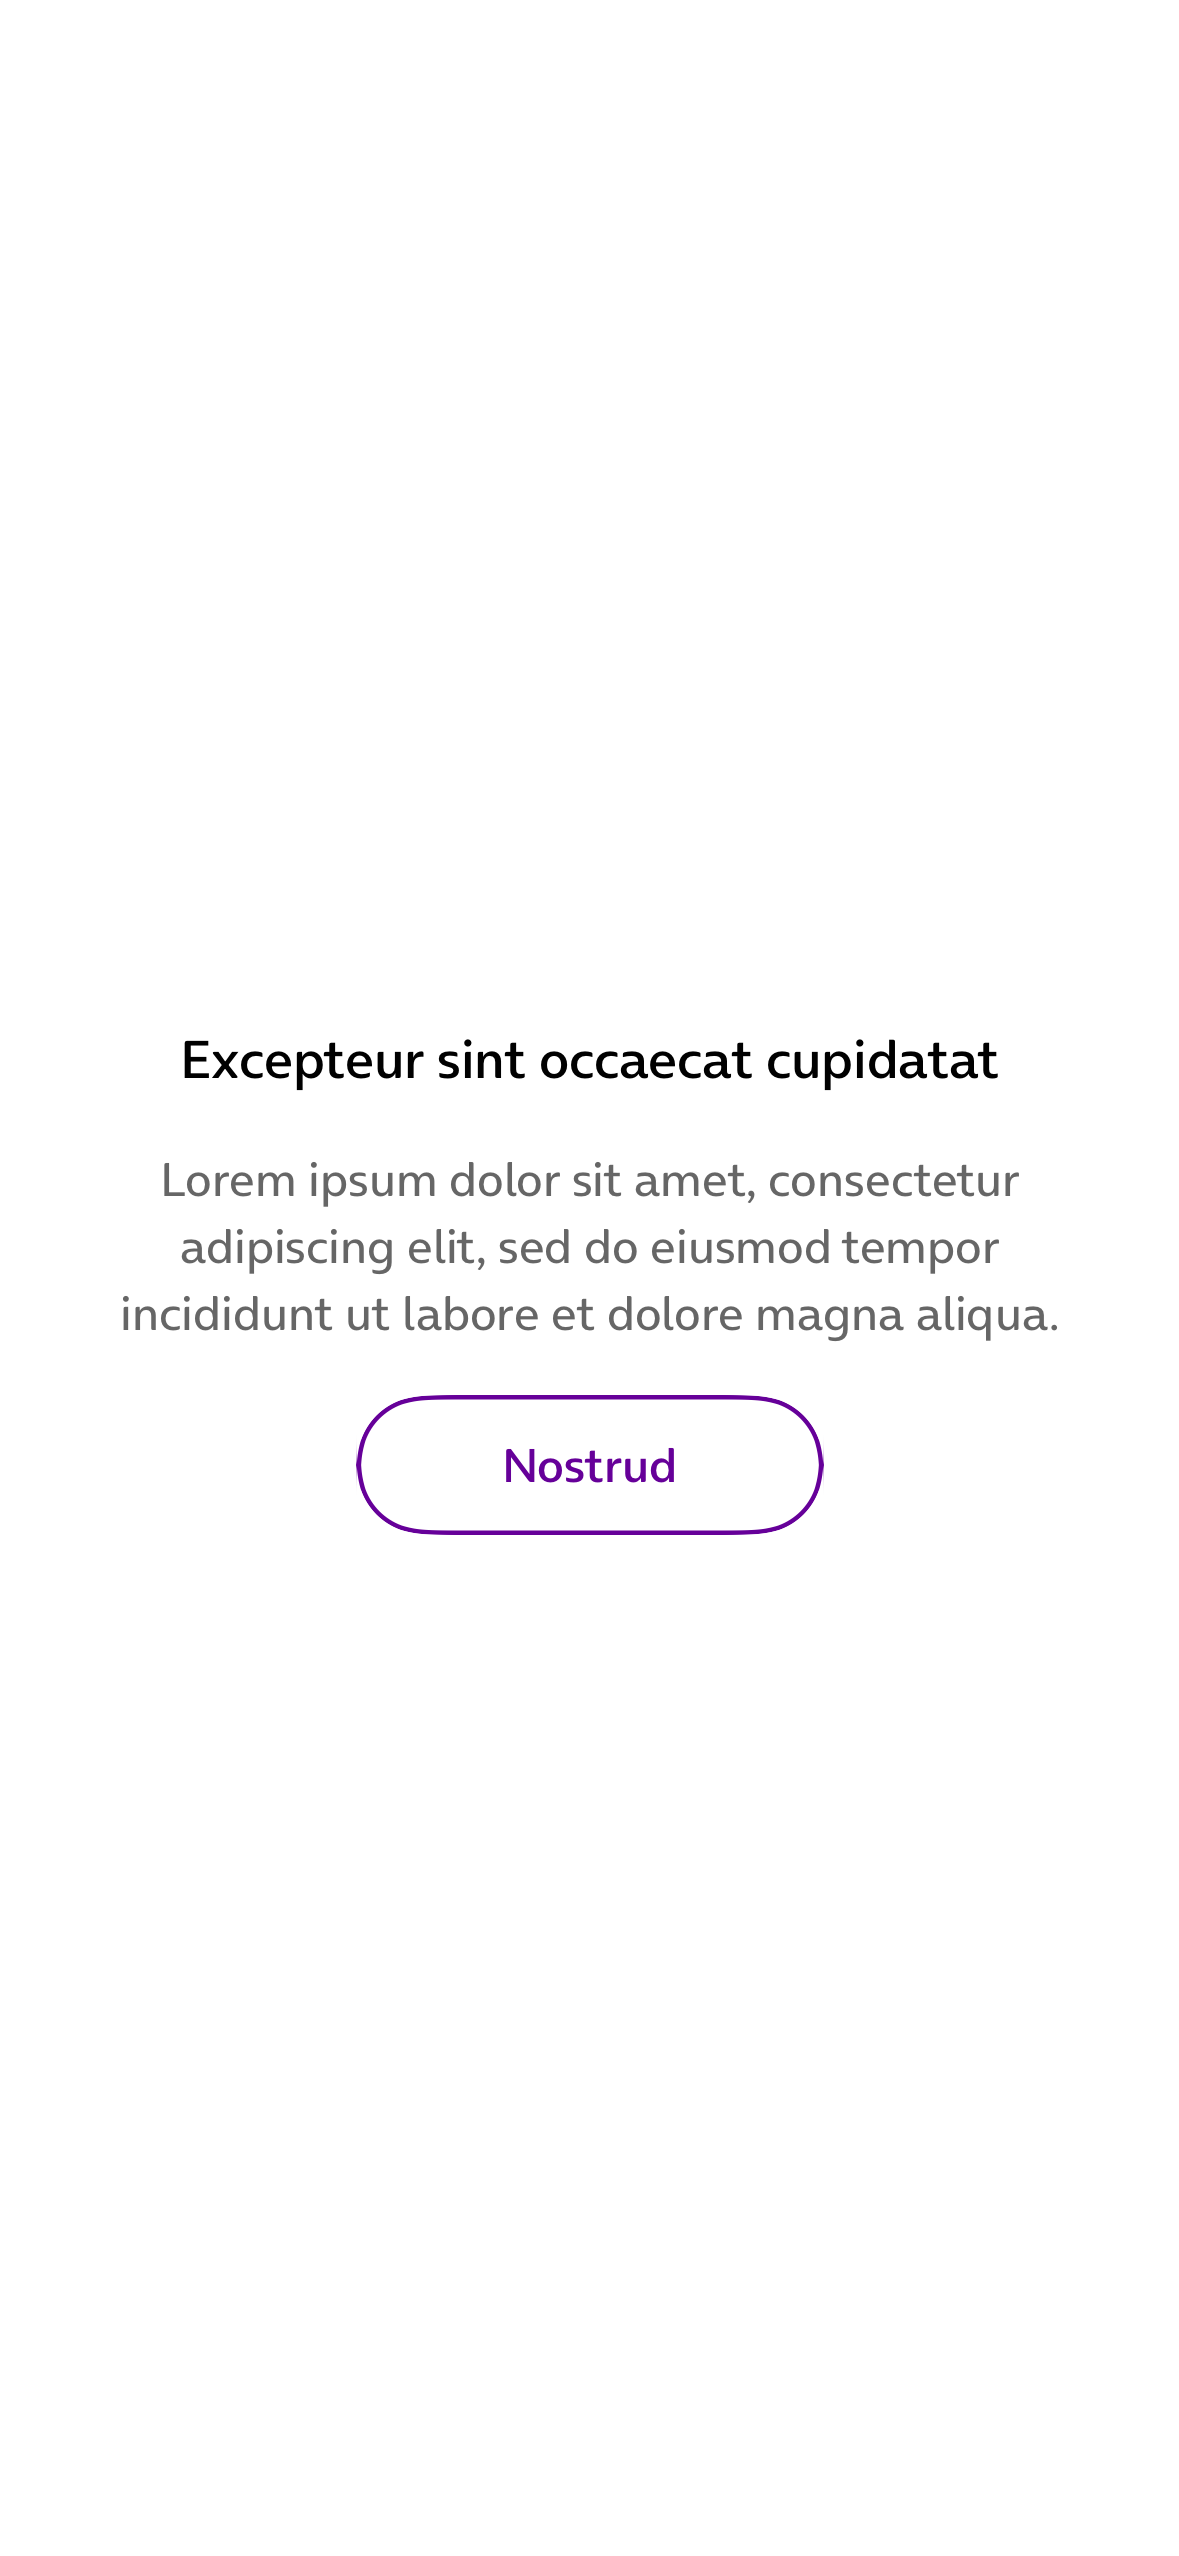 Excepteur sint occaecat cupidatat
Lorem ipsum dolor sit amet, consectetur
adipiscing elit, sed do eiusmod tempor
incididunt ut labore et dolore magna aliqua.
Nostrud